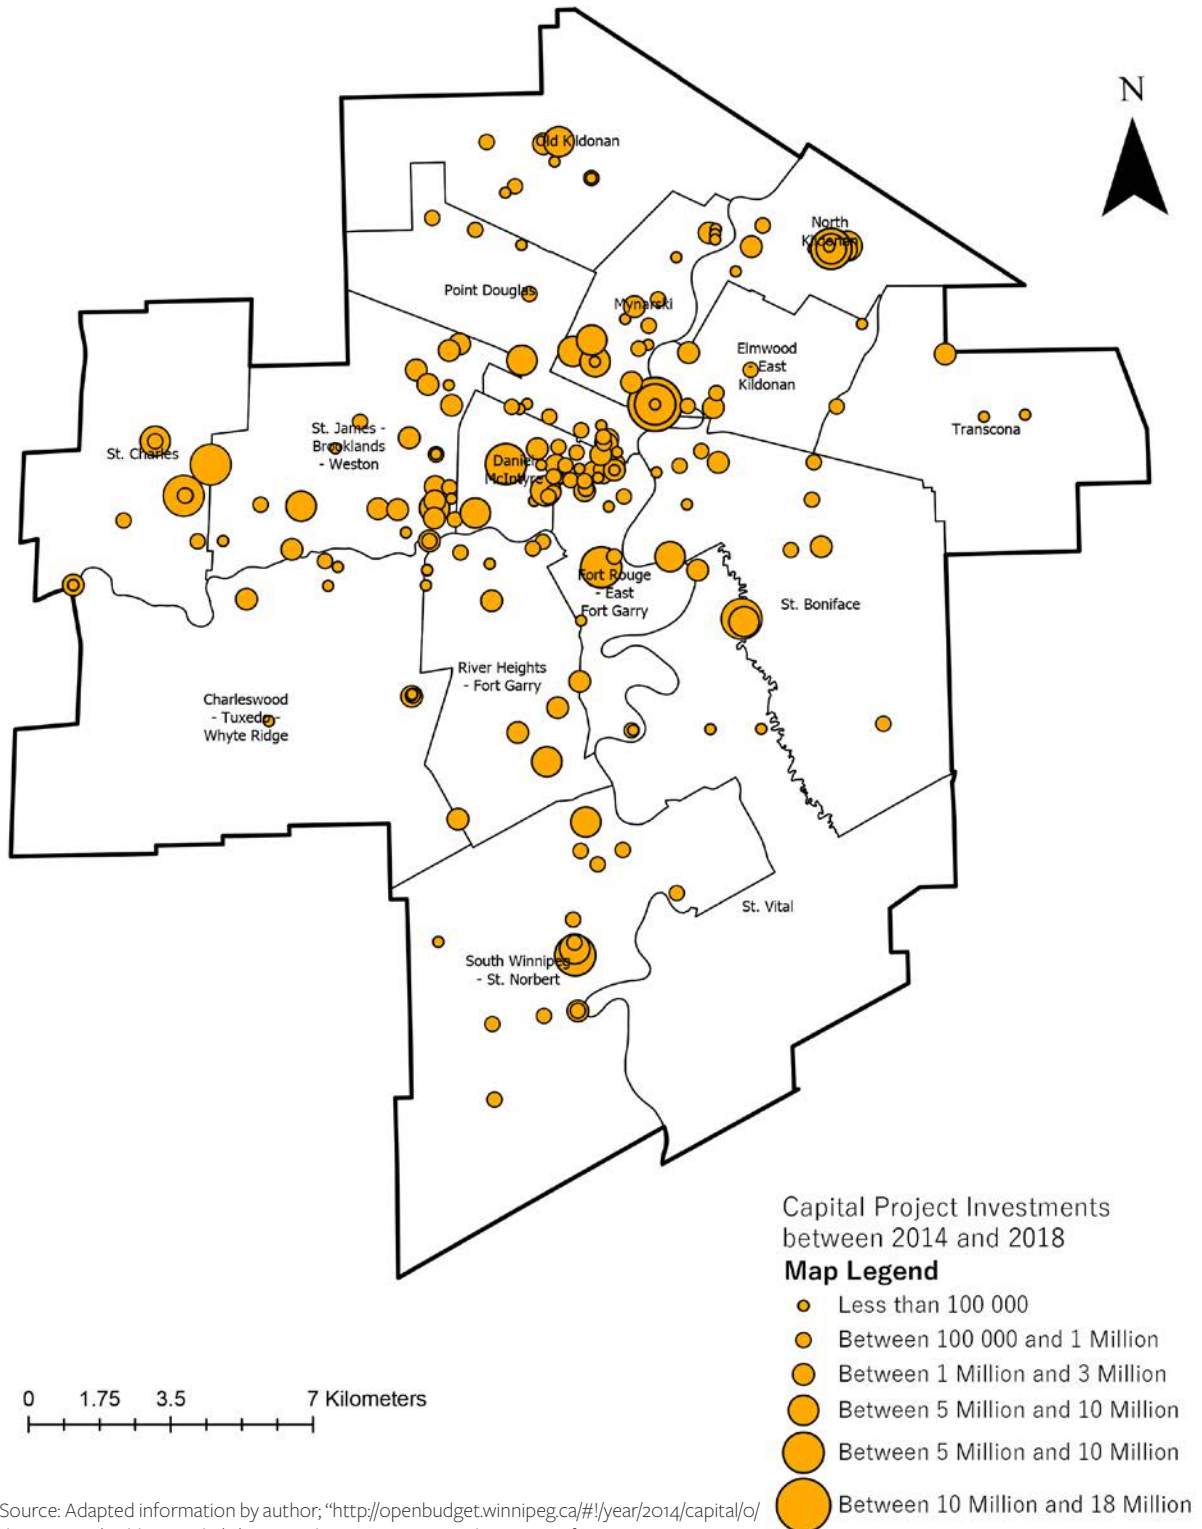 N
Old Kildonan
North
Kildonan
Point Douglas
Mynarski
Elmwood
- East
Kildonan
Transcona
St. Charles
St. James -
Brooklands
- Weston
Daniel
McIntyre
Fort Rouge
- East
Fort Garry
St. Boniface
River Heights
- Fort Garry
Charleswood
- Tuxedo -
Whyte Ridge
St. Vital
South Winnipeg
- St. Norbert
Capital Project Investments
between 2014 and 2018
Map Legend
Less than 100 000
Between 100 000 and 1 Million
Between 1 Million and 3 Million
Between 5 Million and 10 Million
Between 5 Million and 10 Million
Between 10 Million and 18 Million
0 1.75 3.5 7 Kilometers
Source: Adapted information by author; “http://openbudget.winnipeg.ca/#!/year/2014/capital/0/